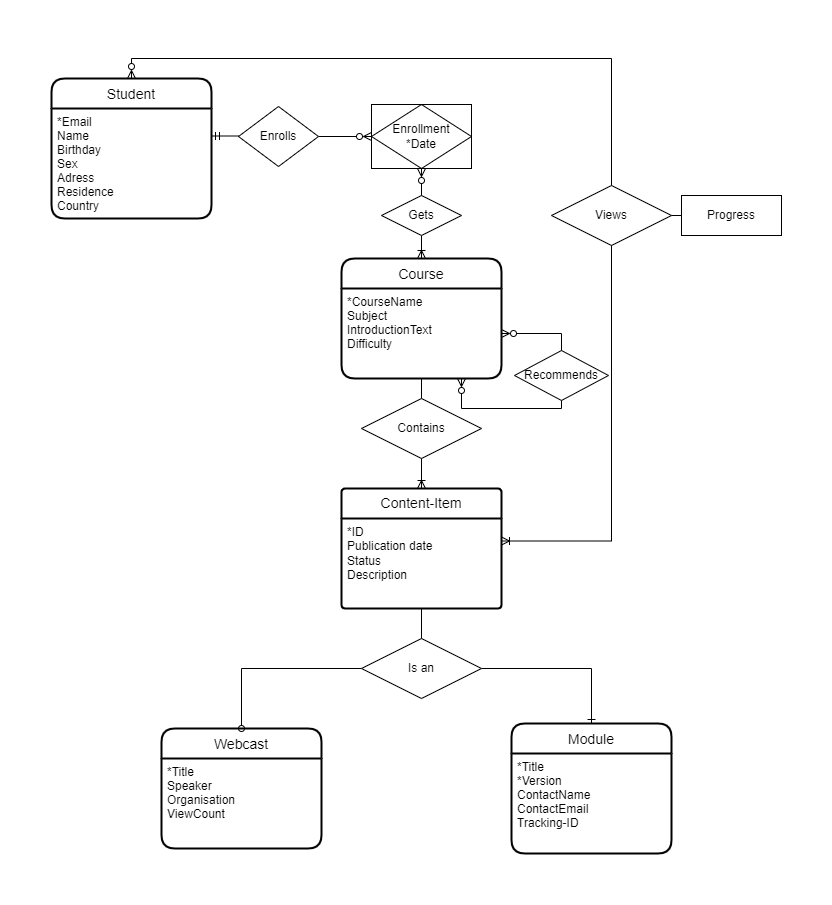 Student
*Email
Name
Birthday
Sex
Adress
Residence
Country
Enrolls
Enrollment
*Date
Gets
Views
Progress
Course
*CourseName
Subject
IntroductionText
Difficulty
Recommends
Contains
Content-Item
*ID
Publication date
Status
Description
Is an
Webcast
*Title
Speaker
Organisation
ViewCount
Module
*Title
*Version
ContactName
ContactEmail
Tracking-ID